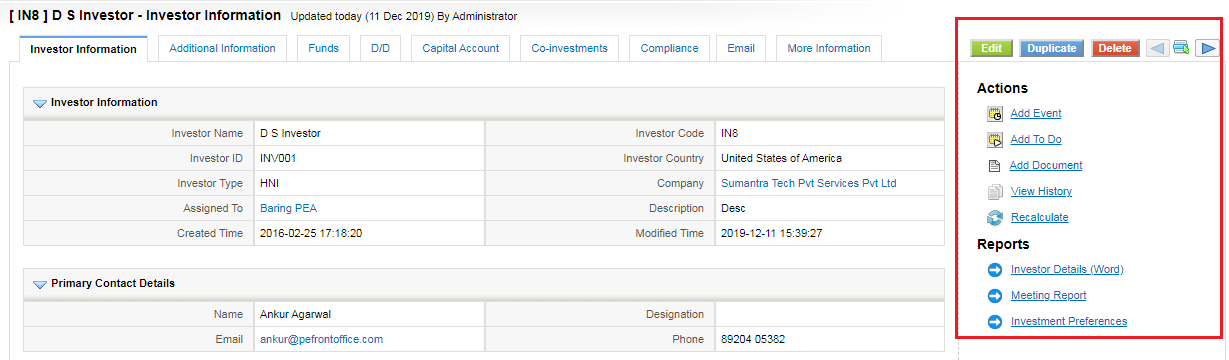 [ IN8 ] D S Investor - Investor Information Updated today (11 Dec 2019) By Administrator
Investor Information Additional Information Funds D/D Capital Account Co-investments Compliance Email More Information
Edit Duplicate Delete
Investor Information
Investor Name D S Investor Investor Code IN8
Investor ID INV001 Investor Country United States of America
Investor Type HNI Company Sumantra Tech Pvt Services Pvt Ltd
Assigned To Baring PEA Description Desc
Created Time 2016-02-25 17:18:20 Modified Time 2019-12-11 15:39:27
Primary Contact Details
Name Ankur Agarwal Designation
Email ankur@pefrontoffice.com Phone 89204 05382
Actions
Add Event
Add To Do
Add Document
View History
Recalculate
Reports
Investor Details (Word)
Meeting Report
Investment Preferences